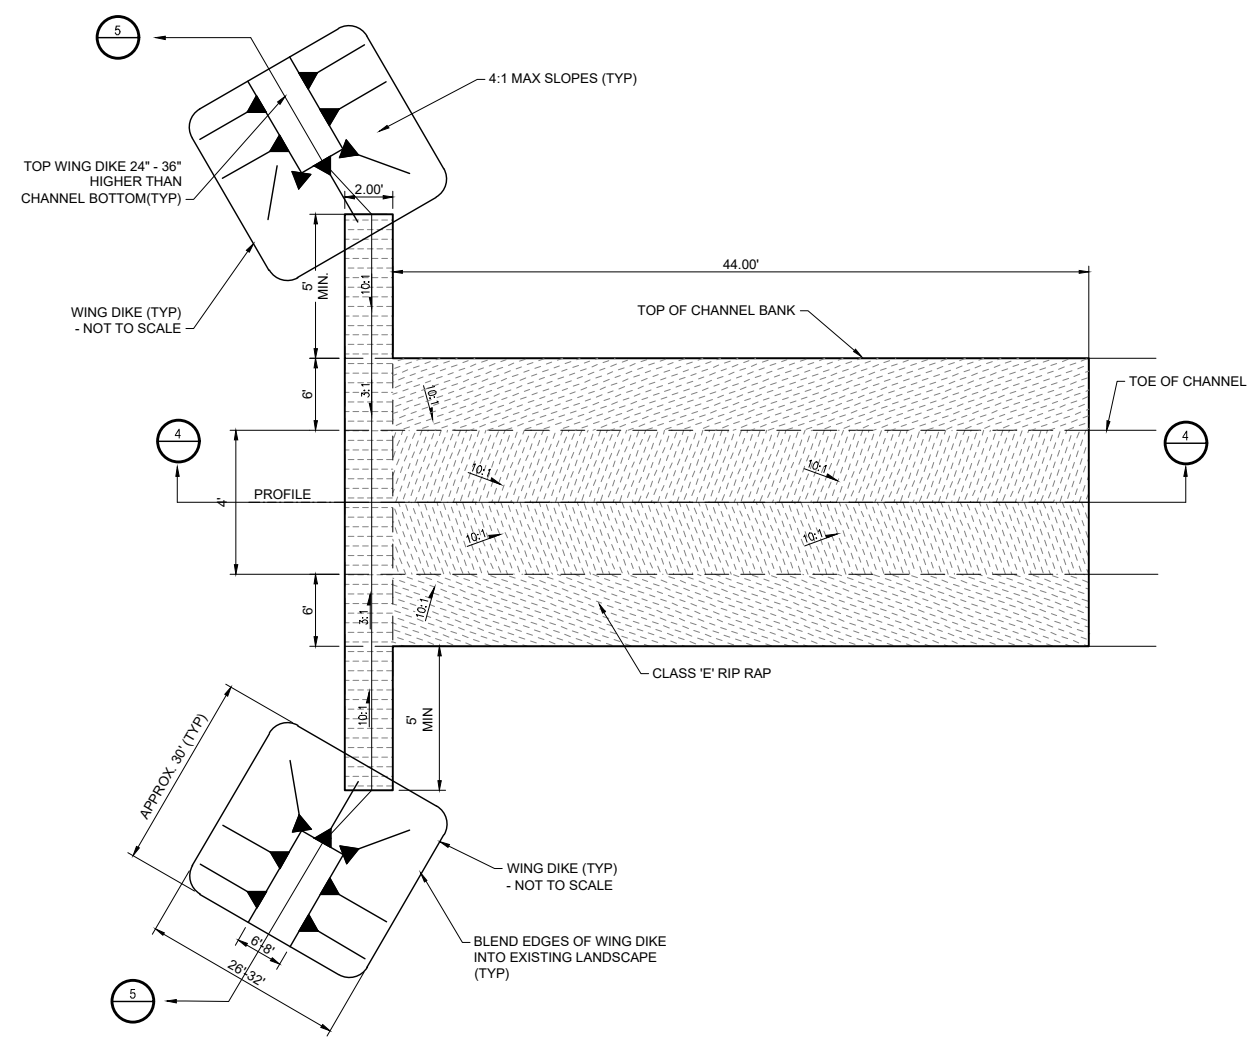 5
4:1 MAX SLOPES (TYP)
TOP WING DIKE 24" - 36"
HIGHER THAN
CHANNEL BOTTOM(TYP)
2.00'
44.00'
5'
MIN.
10:1
WING DIKE (TYP)
- NOT TO SCALE
TOP OF CHANNEL BANK
TOE OF CHANNEL
6'
3:1
10:1
4
4
10:1
10:1
PROFILE
4'
10:1
10:1
6'
3:1
10:1
CLASS 'E' RIP RAP
10:1
5'
MIN
APPROX. 30' (TYP)
WING DIKE (TYP)
- NOT TO SCALE
BLEND EDGES OF WING DIKE
INTO EXISTING LANDSCAPE
(TYP)
6'-8'
26'-32'
5